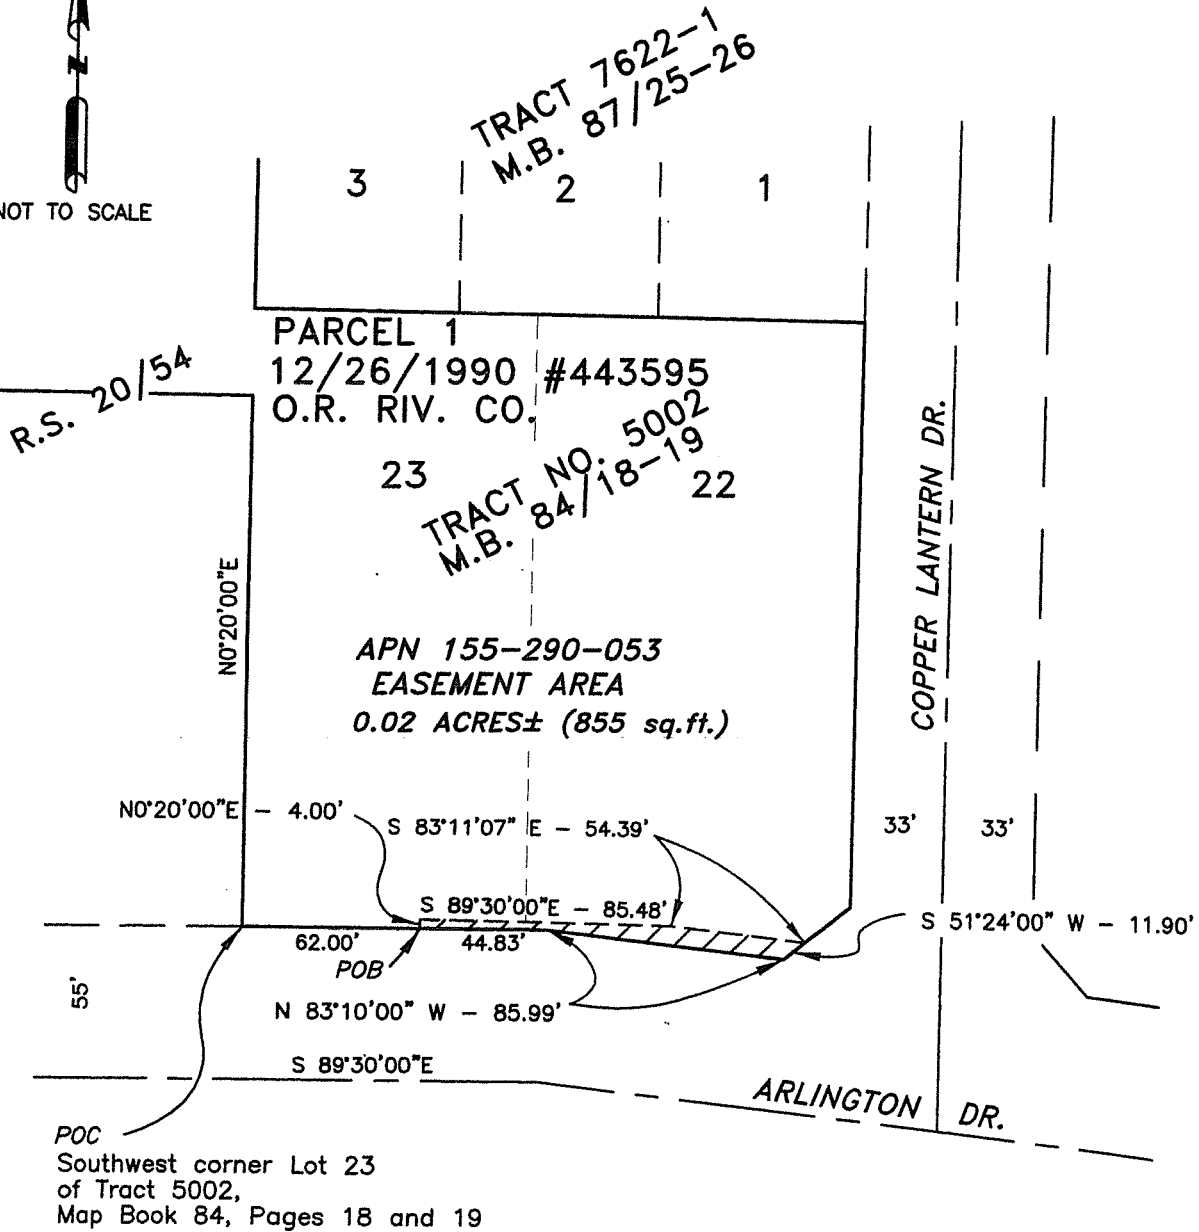 TRACT 7622-1
M.B. 87/25-26
N
NOT TO SCALE
3
2
1
PARCEL 1
12/26/1990 #443595
O.R. RIV. CO.
R.S. 20/54
TRACT NO. 5002
M.B. 84/18-19
23
22
COPPER LANTERN DR.
N0°20'00"E
APN 155-290-053
EASEMENT AREA
0.02 ACRES± (855 sq.ft.)
N0°20'00"E - 4.00'
S 83°11'07" E - 54.39'
33'
33'
S 89°30'00"E - 85.48'
S 51°24'00" W - 11.90'
62.00'
44.83'
POB
55'
N 83°10'00" W - 85.99'
S 89°30'00"E
ARLINGTON DR.
POC
Southwest corner Lot 23
of Tract 5002,
Map Book 84, Pages 18 and 19